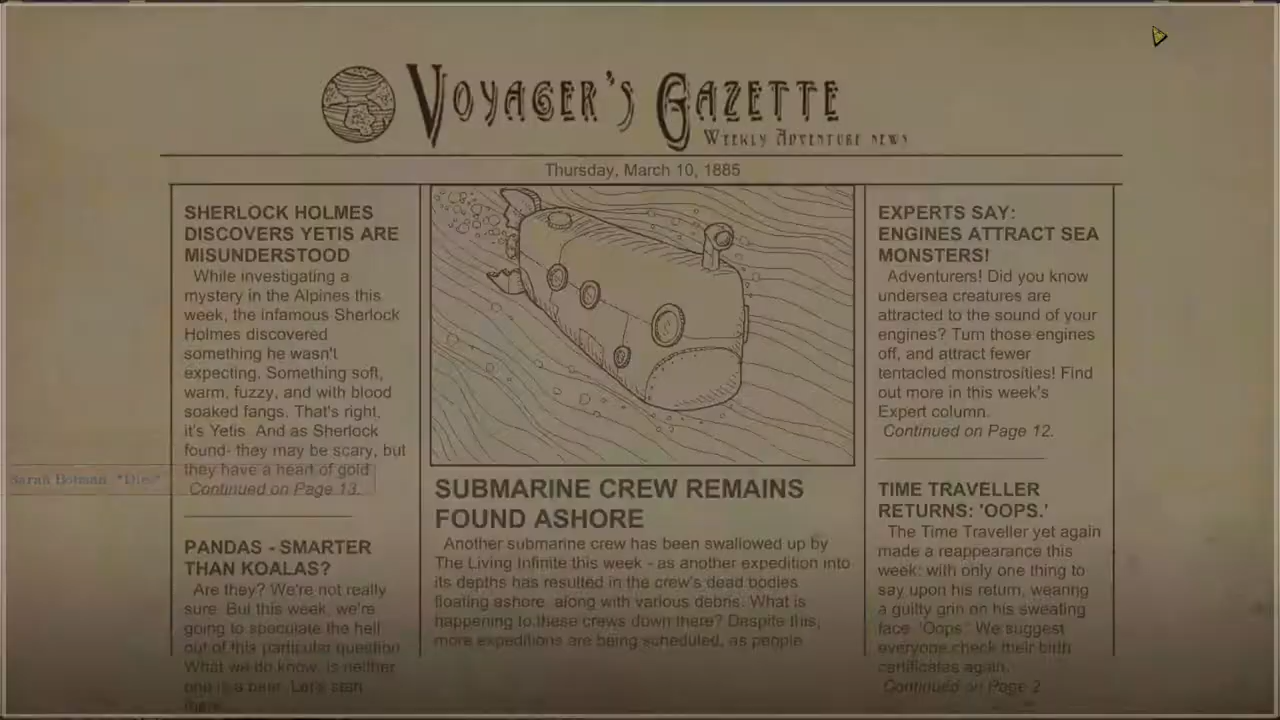 VOYAGER'S GAZETTE
WEEKLY ADVENTURE NEWS
Thursday, March 10, 1885
SHERLOCK HOLMES
DISCOVERS YETIS ARE
MISUNDERSTOOD
While investigating a
mystery in the Alpines this
week, the infamous Sherlock
Holmes discovered
something he wasn't
expecting. Something soft,
warm, fuzzy, and with blood
soaked fangs. That's right,
it's Yetis. And as Sherlock
found- they may be scary, but
they have a heart of gold
Continued on Page 13.
PANDAS - SMARTER
THAN KOALAS?
Are they? We're not really
sure. But this week, we're
going to speculate the hell
out of this particular question.
What we do know, is neither
one is a bear. Let's start
there.
SUBMARINE CREW REMAINS
FOUND ASHORE
Another submarine crew has been swallowed up by
The Living Infinite this week - as another expedition into
its depths has resulted in the crew's dead bodies
floating ashore along with various debris. What is
happening to these crews down there? Despite this,
more expeditions are being scheduled, as people
EXPERTS SAY:
ENGINES ATTRACT SEA
MONSTERS!
Adventurers! Did you know
undersea creatures are
attracted to the sound of your
engines? Turn those engines
off, and attract fewer
tentacled monstrosities! Find
out more in this week's
Expert column.
Continued on Page 12.
TIME TRAVELLER
RETURNS: 'OOPS.'
The Time Traveller yet again
made a reappearance this
week: with only one thing to
say upon his return, wearing
a guilty grin on his sweating
face. 'Oops.' We suggest
everyone check their birth
certificates again.
Continued on Page 2
Sarah